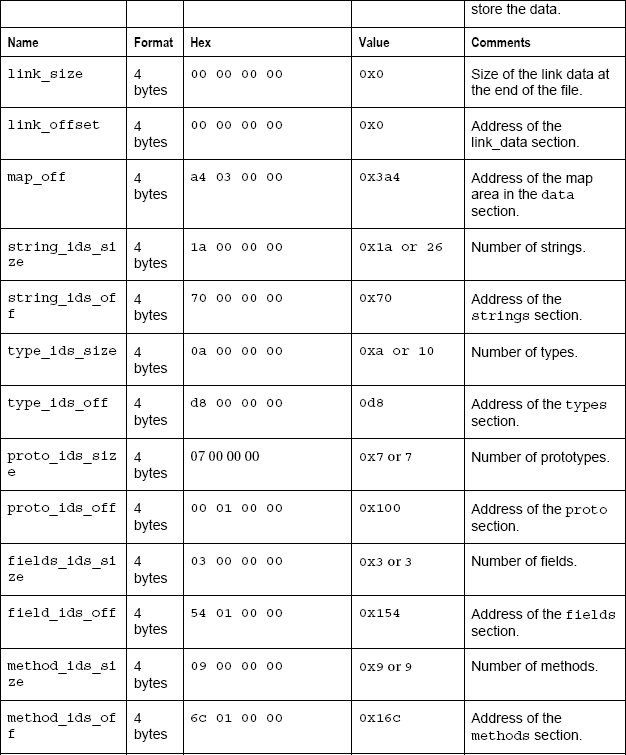 store the data.
Name Format Hex Value Comments
link_size 4 bytes 00 00 00 00 0x0 Size of the link data at
the end of the file.
link_offset 4 bytes 00 00 00 00 0x0 Address of the
link_data section.
map_off 4 bytes a4 03 00 00 0x3a4 Address of the map
area in the data
section.
string_ids_si 4 1a 00 00 00 0x1a or 26 Number of strings.
ze bytes
string_ids_of 4 70 00 00 00 0x70 Address of the
f bytes strings section.
type_ids_size 4 0a 00 00 00 0xa or 10 Number of types.
bytes
type_ids_off 4 d8 00 00 00 0d8 Address of the types
bytes section.
proto_ids_siz 4 07 00 00 00 0x7 or 7 Number of prototypes.
e bytes
proto_ids_off 4 00 01 00 00 0x100 Address of the proto
bytes section.
fields_ids_si 4 03 00 00 00 0x3 or 3 Number of fields.
ze bytes
field_ids_off 4 54 01 00 00 0x154 Address of the fields
bytes section.
method_ids_si 4 09 00 00 00 0x9 or 9 Number of methods.
ze bytes
method_ids_of 4 6c 01 00 00 0x16c Address of the
f bytes methods section.